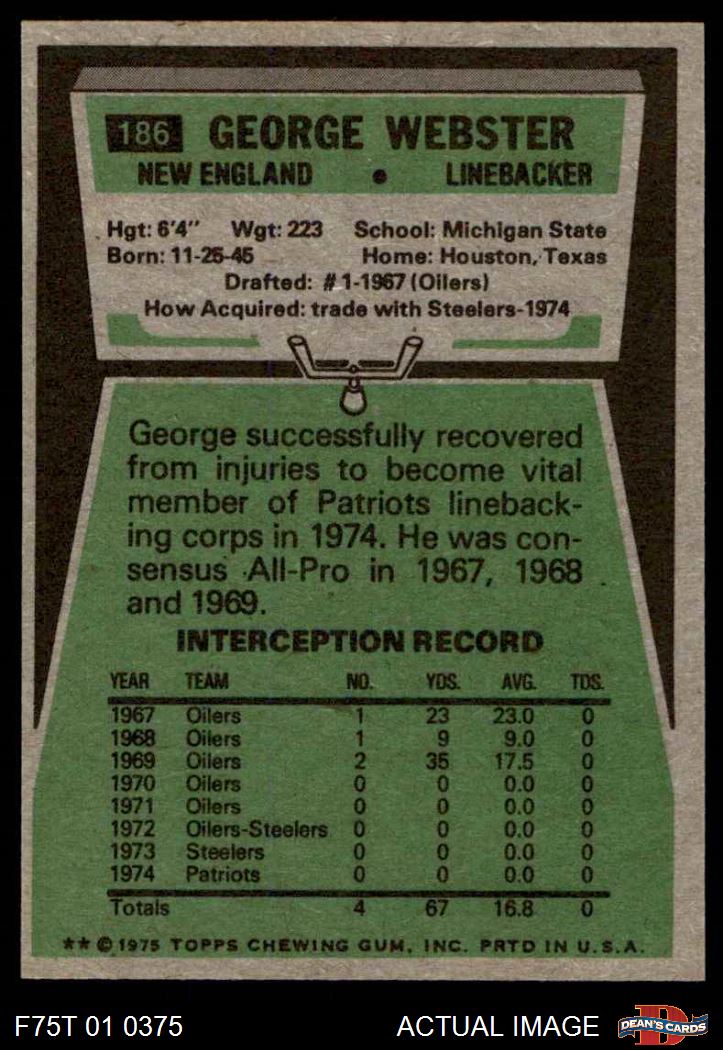 186 GEORGE WEBSTER
NEW ENGLAND • LINEBACKER
Hgt: 6'4" Wgt: 223 School: Michigan State
Born: 11-25-45 Home: Houston, Texas
Drafted: #1-1967 (Oilers)
How Acquired: trade with Steelers-1974
George successfully recovered
from injuries to become vital
member of Patriots lineback-
ing corps in 1974. He was con-
sensus All-Pro in 1967, 1968
and 1969.
INTERCEPTION RECORD
YEAR TEAM NO. YDS. AVG. TDS.
1967 Oilers 1 23 23.0 0
1968 Oilers 1 9 9.0 0
1969 Oilers 2 35 17.5 0
1970 Oilers 0 0 0.0 0
1971 Oilers 0 0 0.0 0
1972 Oilers-Steelers 0 0 0.0 0
1973 Steelers 0 0 0.0 0
1974 Patriots 0 0 0.0 0
Totals 4 67 16.8 0
** © 1975 TOPPS CHEWING GUM, INC. PRTD IN U.S.A.
F75T 01 0375 ACTUAL IMAGE D DEAN'S CARDS